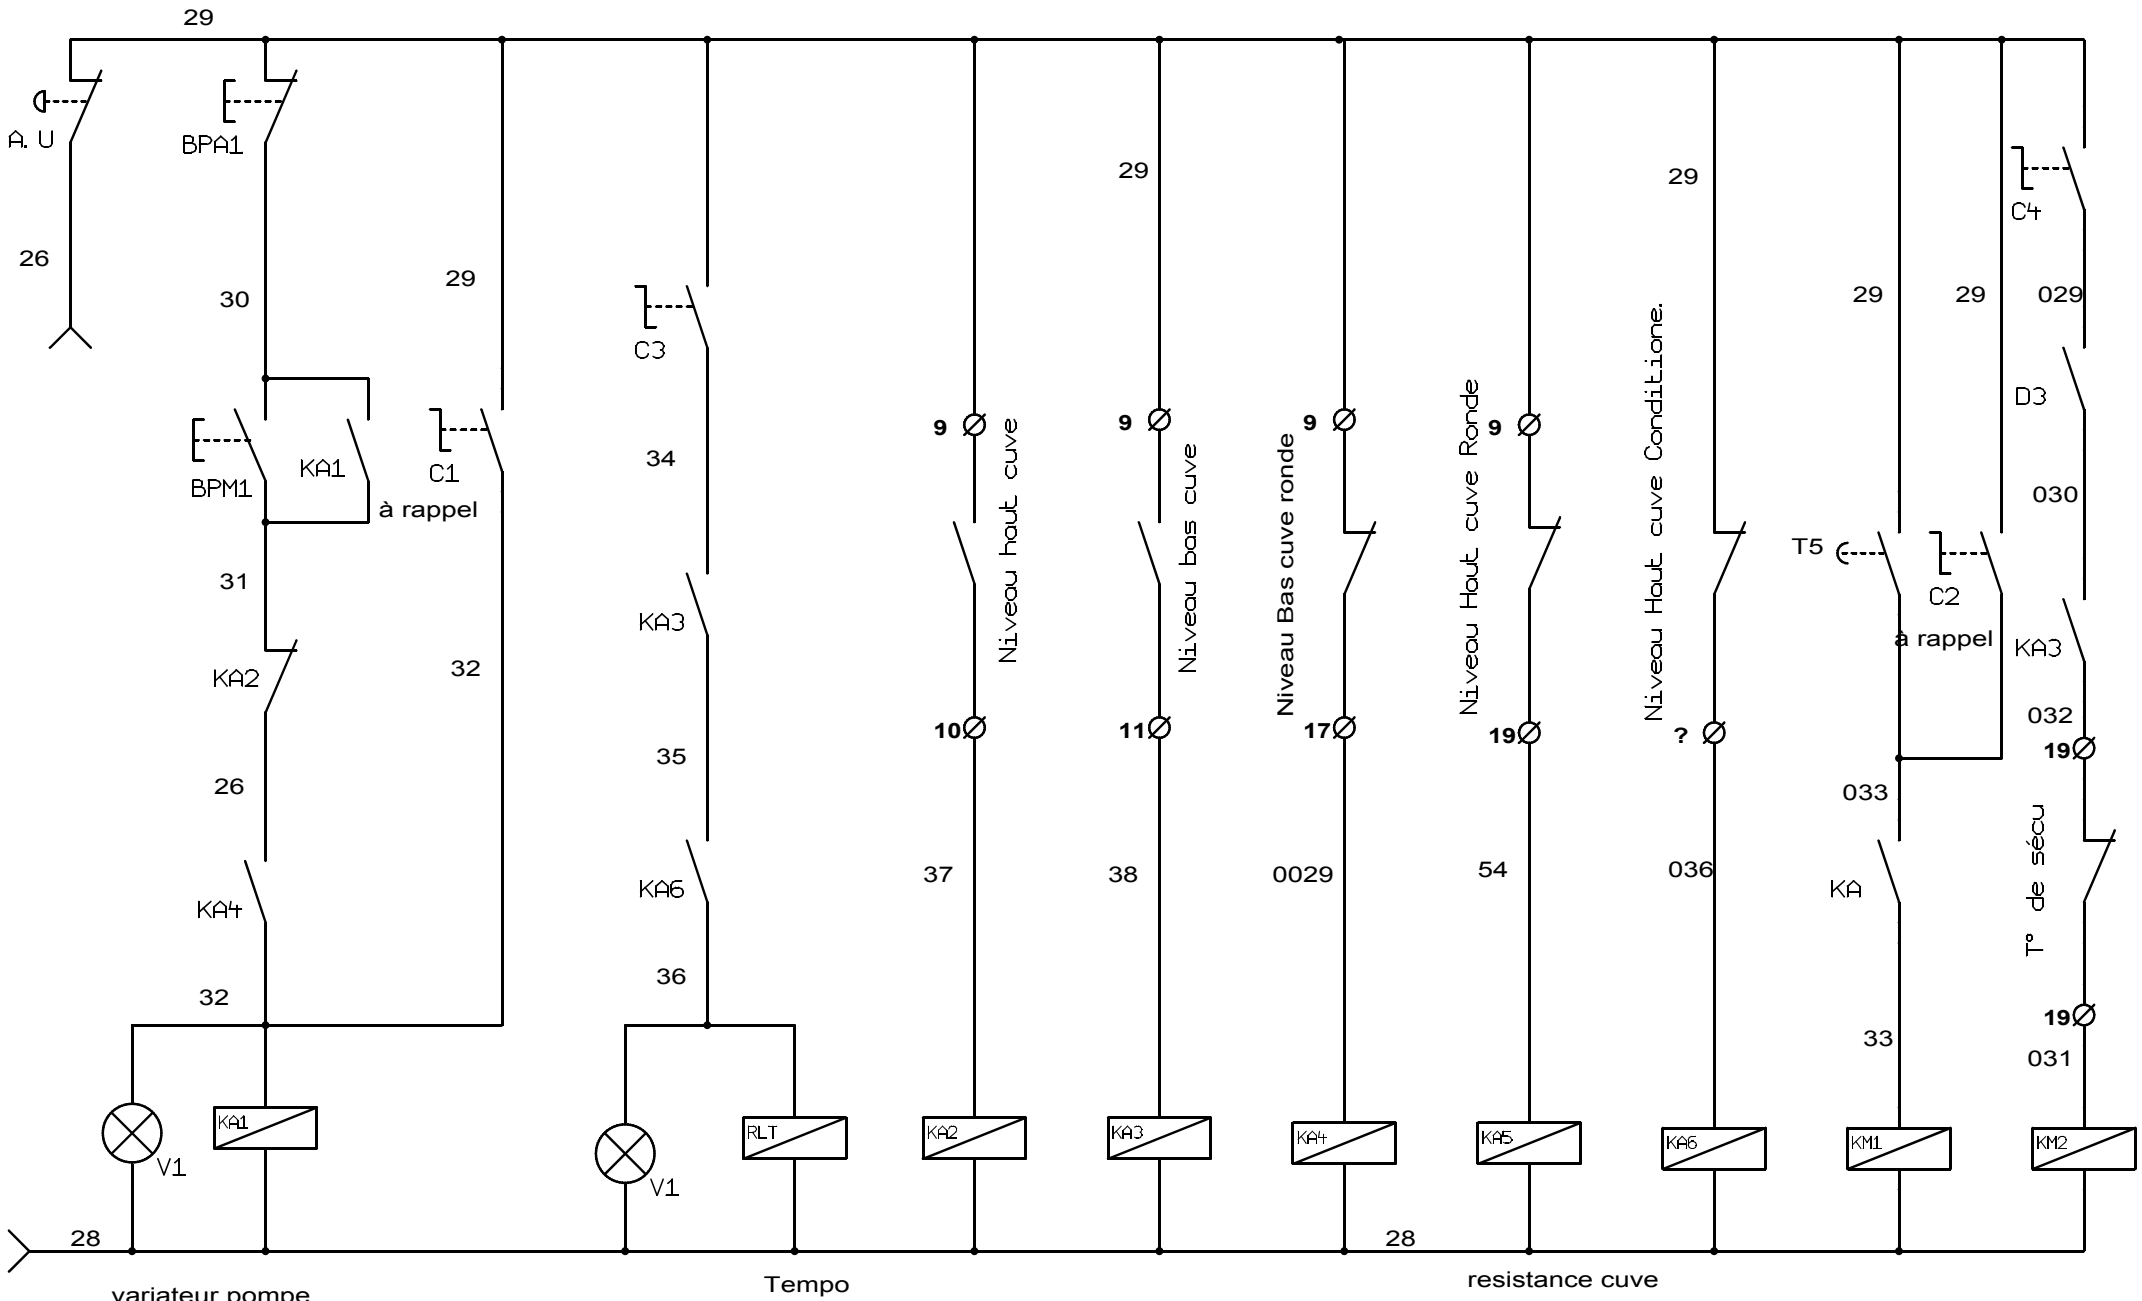 29
A.U
BPA1
29
29
C4
26
30
29
C3
29
29
029
9
9
9
9
Niveau haut cuve
Niveau bas cuve
Niveau Bas cuve ronde
Niveau Haut cuve Ronde
Niveau Haut cuve Conditione.
D3
BPM1
KA1
à rappel
C1
34
030
T5
C2
à rappel
31
KA3
KA3
KA2
32
10
11
17
19
?
032
19
26
35
033
T° de sécu
KA4
KA6
37
38
0029
54
036
KA
32
36
33
19
031
V1
KA1
V1
RLT
KA2
KA3
KA4
KA5
KA6
KM1
KM2
28
28
variateur pompe
Tempo
resistance cuve